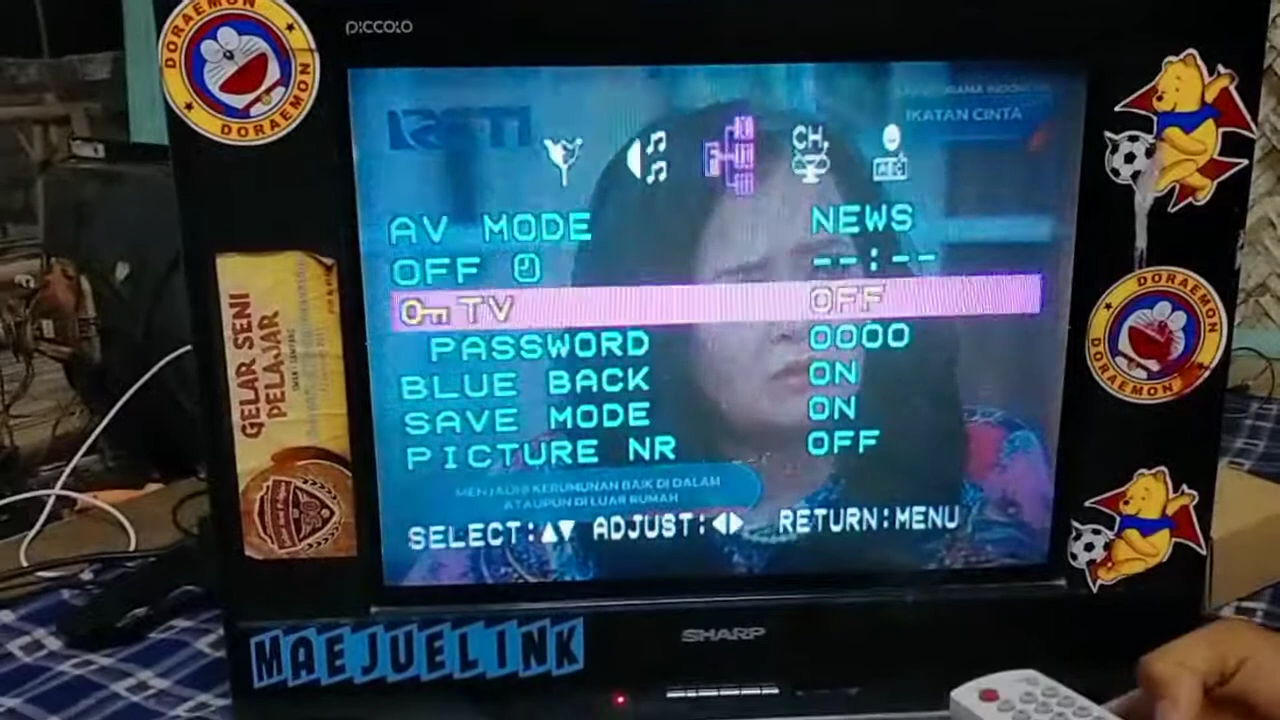 PICCOLO
DORAEMON
DORAEMON
RCTI
IKATAN CINTA
CH.
AV MODE NEWS
OFF --:--
TV OFF
PASSWORD 0000
BLUE BACK ON
SAVE MODE ON
PICTURE NR OFF
MENJAUHI KERUMUNAN BAIK DI DALAM
ATAUPUN DI LUAR RUMAH
SELECT:▲▼ ADJUST:◀▶ RETURN:MENU
GELAR SENI
PELAJAR
DORAEMON
DORAEMON
MAEJUELINK
SHARP